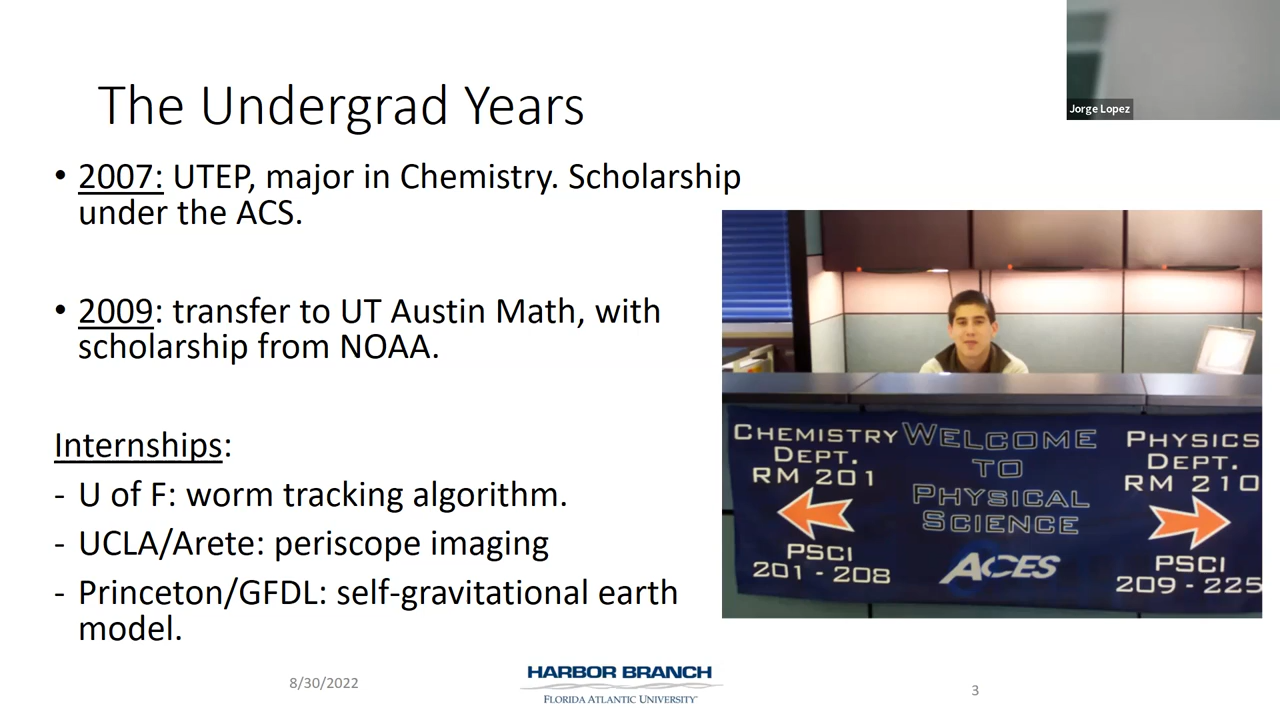 Jorge Lopez
The Undergrad Years
• 2007: UTEP, major in Chemistry. Scholarship
under the ACS.
• 2009: transfer to UT Austin Math, with
scholarship from NOAA.
Internships:
- U of F: worm tracking algorithm.
- UCLA/Arete: periscope imaging
- Princeton/GFDL: self-gravitational earth
model.
CHEMISTRY
DEPT.
RM 201
PSCI
201 - 208
WELCOME
TO
PHYSICAL
SCIENCE
ACES
PHYSICS
DEPT.
RM 210
PSCI
209 - 225
8/30/2022
HARBOR BRANCH
FLORIDA ATLANTIC UNIVERSITY
3